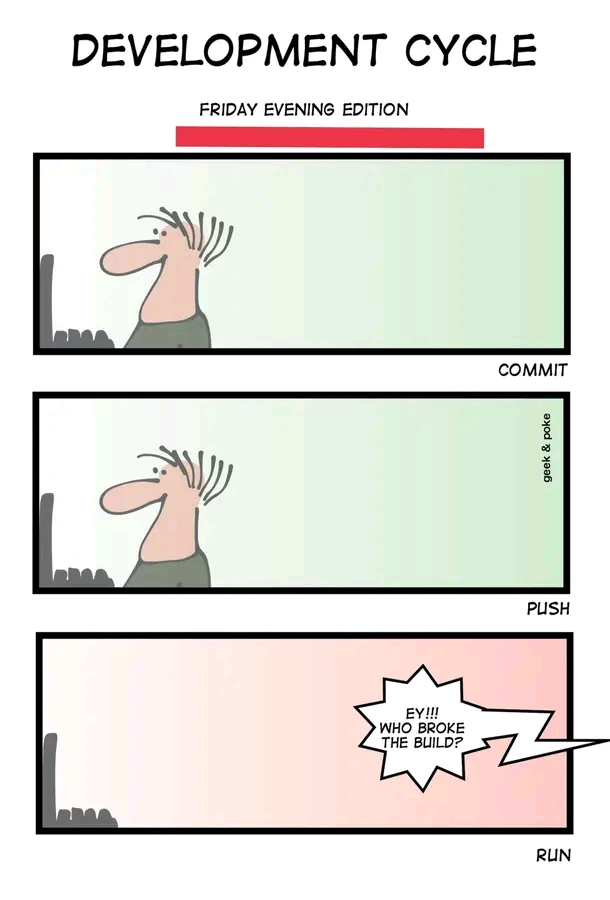 DEVELOPMENT CYCLE
FRIDAY EVENING EDITION
COMMIT
geek & poke
PUSH
EY!!!
WHO BROKE
THE BUILD?
RUN